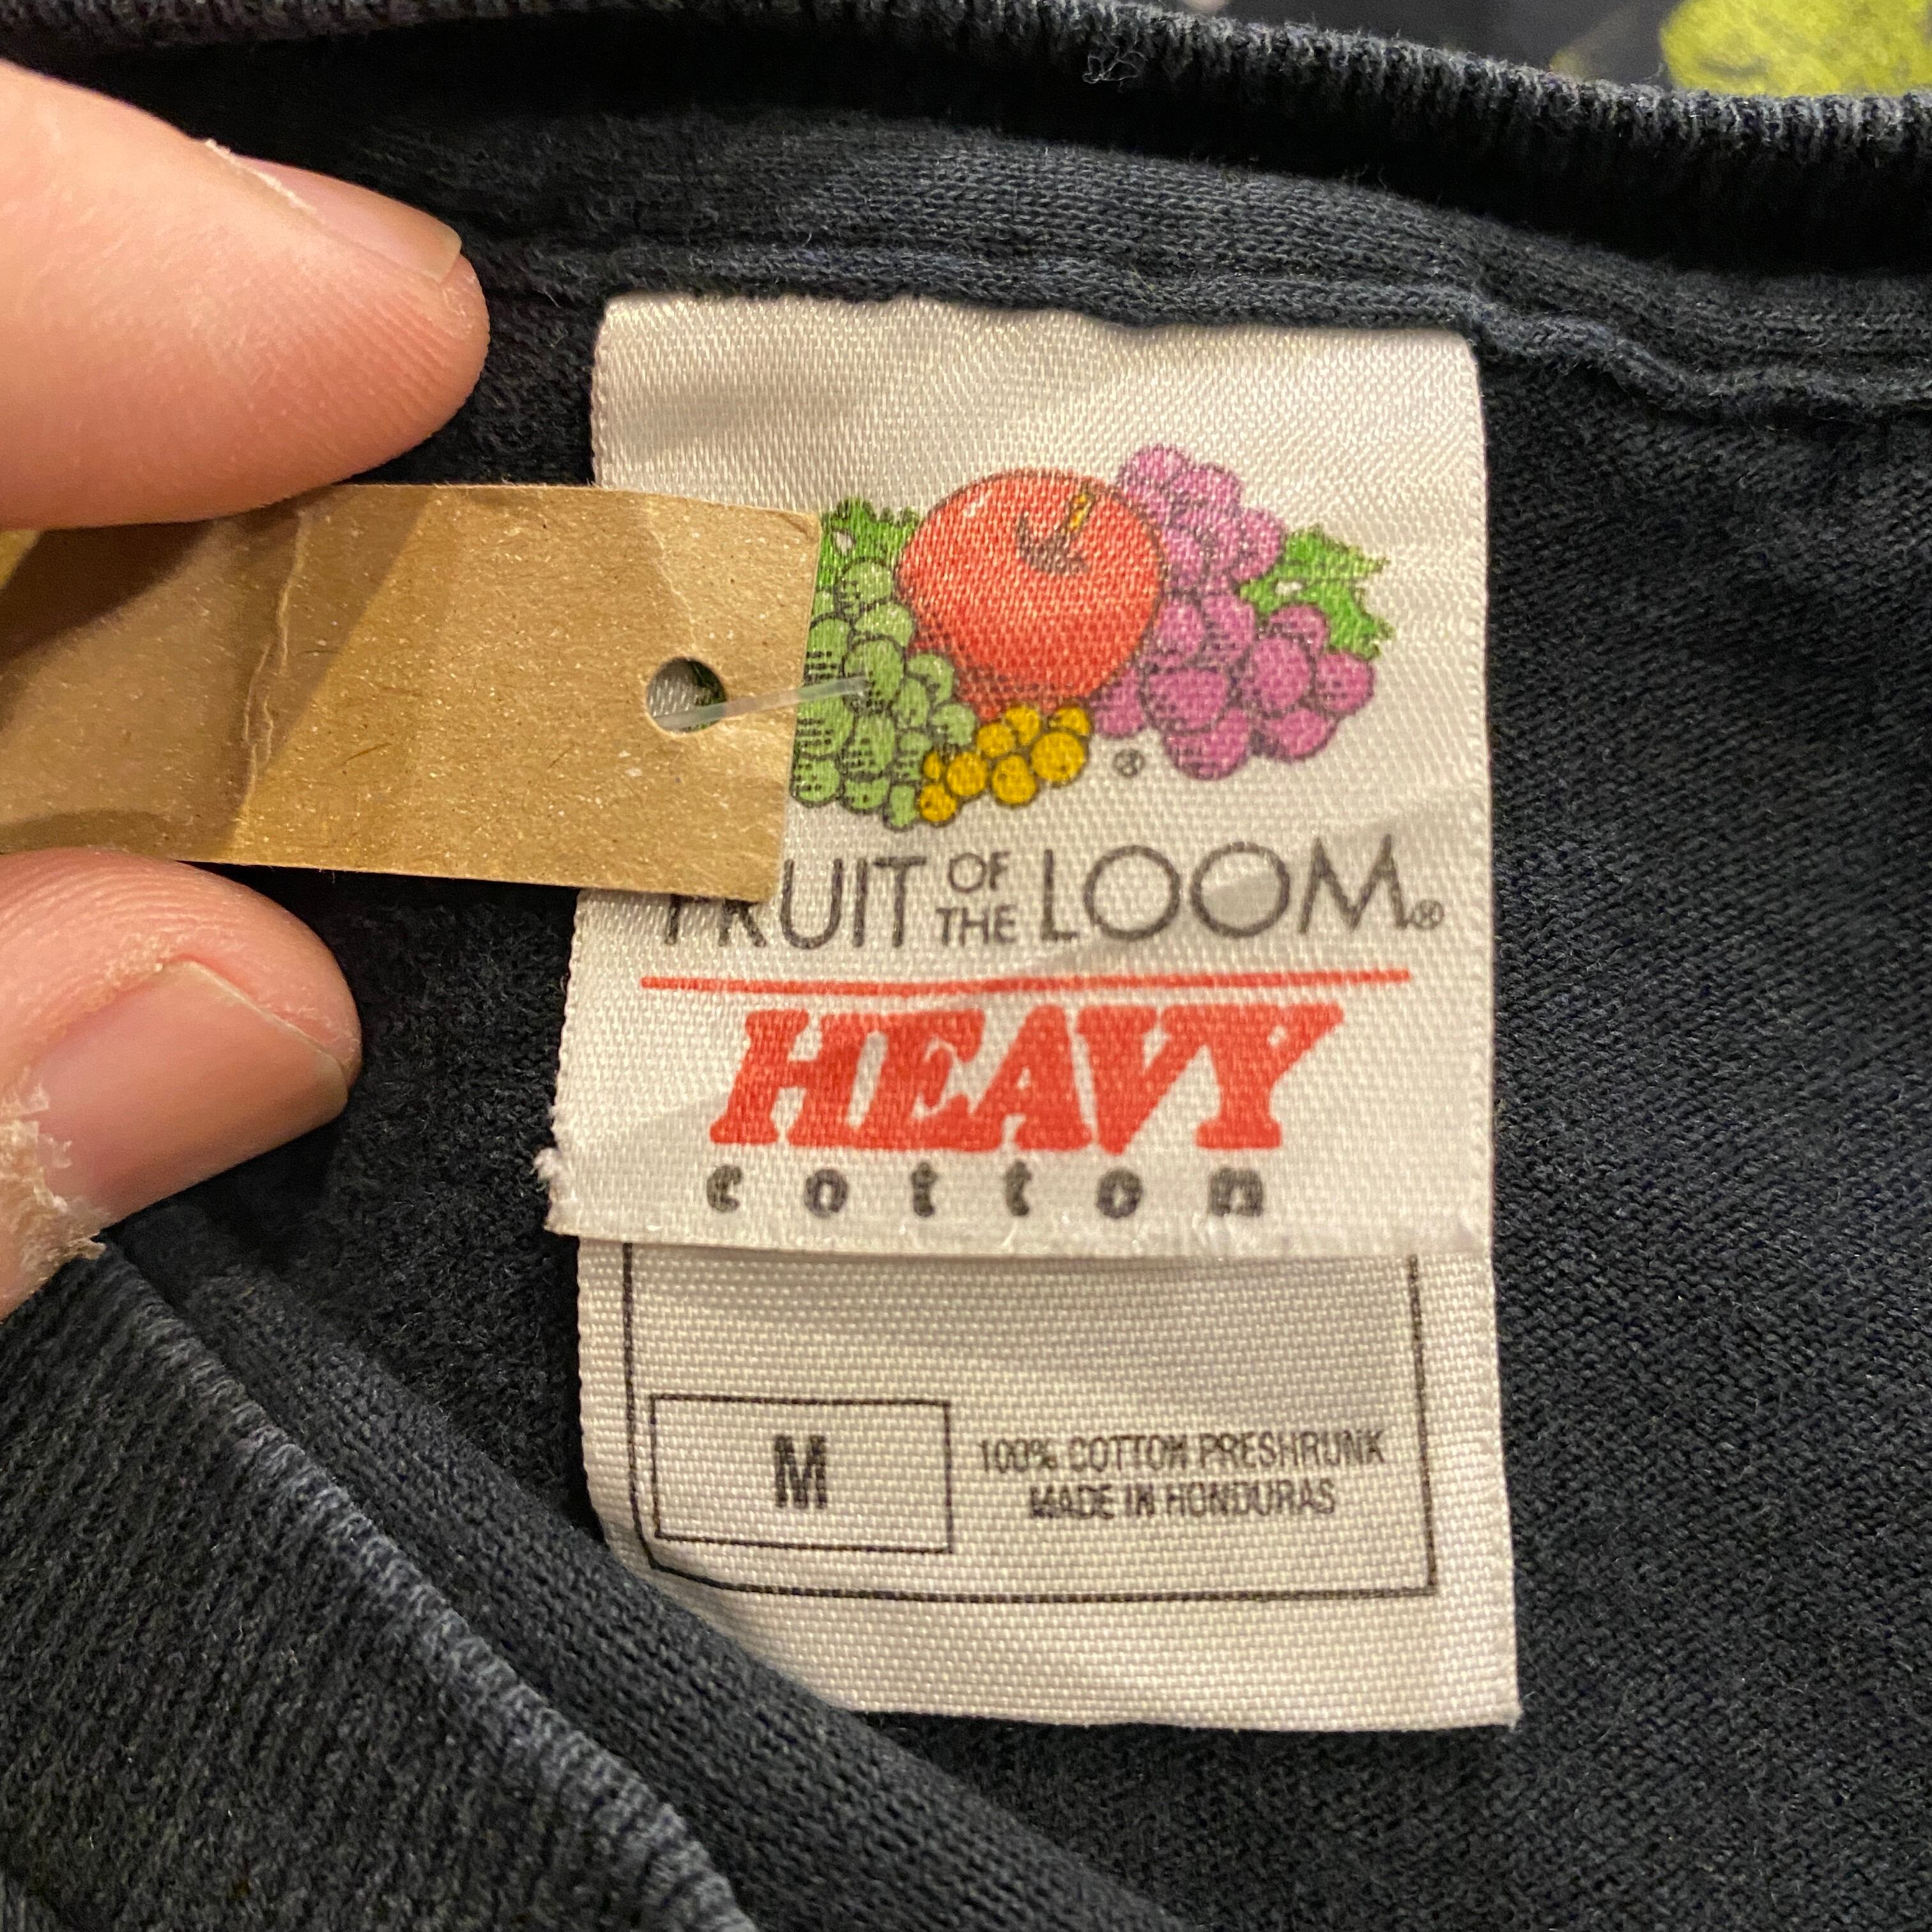 ®
FRUIT OF THE LOOM®
HEAVY
cotton
M
100% COTTON PRESHRUNK
MADE IN HONDURAS